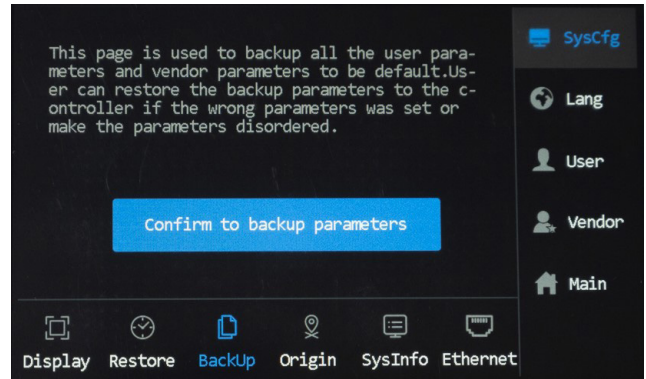 This page is used to backup all the user para-
meters and vendor parameters to be default.Us-
er can restore the backup parameters to the c-
ontroller if the wrong parameters was set or
make the parameters disordered.
Confirm to backup parameters
SysCfg
Lang
User
Vendor
Main
Display
Restore
BackUp
Origin
SysInfo
Ethernet